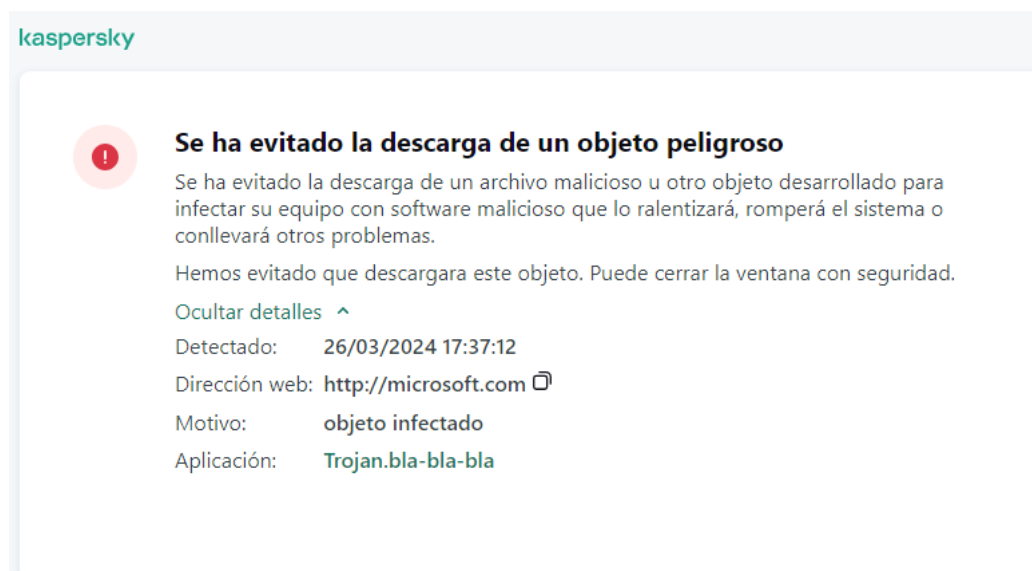 kaspersky
Se ha evitado la descarga de un objeto peligroso
Se ha evitado la descarga de un archivo malicioso u otro objeto desarrollado para
infectar su equipo con software malicioso que lo ralentizará, romperá el sistema o
conllevará otros problemas.
Hemos evitado que descargara este objeto. Puede cerrar la ventana con seguridad.
Ocultar detalles
Detectado: 26/03/2024 17:37:12
Dirección web: http://microsoft.com
Motivo: objeto infectado
Aplicación: Trojan.bla-bla-bla